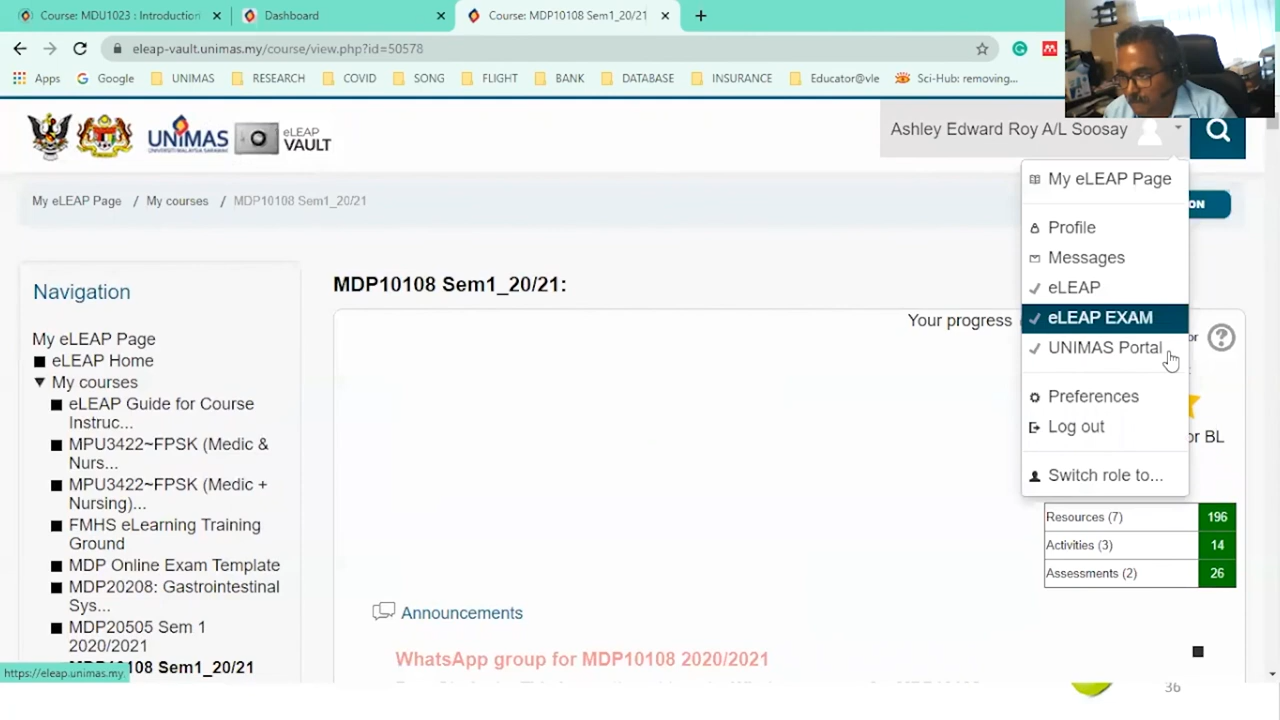 Course: MDU1023 : Introduction
Dashboard
Course: MDP10108 Sem1_20/21
eleap-vault.unimas.my/course/view.php?id=50578
Apps
Google
UNIMAS
RESEARCH
COVID
SONG
FLIGHT
BANK
DATABASE
INSURANCE
Educator@vle
Sci-Hub: removing...
UNIMAS
eLEAP
VAULT
Ashley Edward Roy A/L Soosay
My eLEAP Page / My courses / MDP10108 Sem1_20/21
ON
My eLEAP Page
Profile
Messages
eLEAP
eLEAP EXAM
UNIMAS Portal
Preferences
Log out
Switch role to...
Navigation
My eLEAP Page
eLEAP Home
My courses
eLEAP Guide for Course
Instruc...
MPU3422~FPSK (Medic &
Nurs...
MPU3422~FPSK (Medic +
Nursing)...
FMHS eLearning Training
Ground
MDP Online Exam Template
MDP20208: Gastrointestinal
Sys...
MDP20505 Sem 1
2020/2021
MDP10108 Sem1_20/21
https://eleap.unimas.my.
MDP10108 Sem1_20/21:
Your progress
or BL
Resources (7) 196
Activities (3) 14
Assessments (2) 26
Announcements
WhatsApp group for MDP10108 2020/2021
36